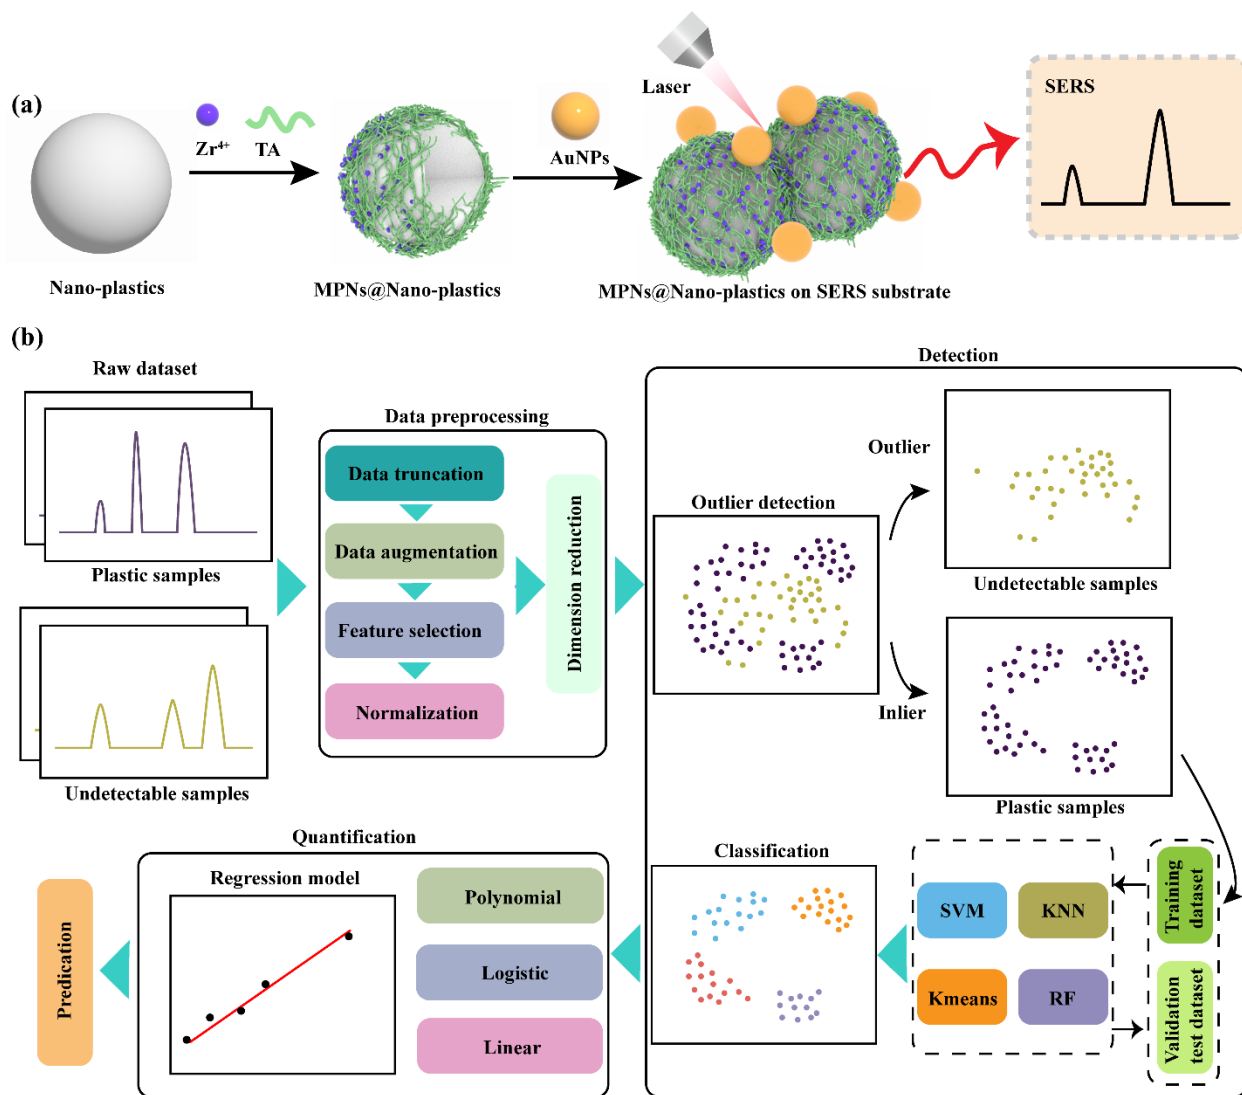 (a)
Zr⁴⁺
TA
AuNPs
Laser
SERS
Nano-plastics
MPNs@Nano-plastics
MPNs@Nano-plastics on SERS substrate
(b)
Raw dataset
Plastic samples
Undetectable samples
Data preprocessing
Data truncation
Data augmentation
Feature selection
Normalization
Dimension reduction
Detection
Outlier detection
Outlier
Undetectable samples
Inlier
Plastic samples
Training
dataset
Validation
test dataset
SVM
KNN
Kmeans
RF
Classification
Quantification
Regression model
Polynomial
Logistic
Linear
Predication